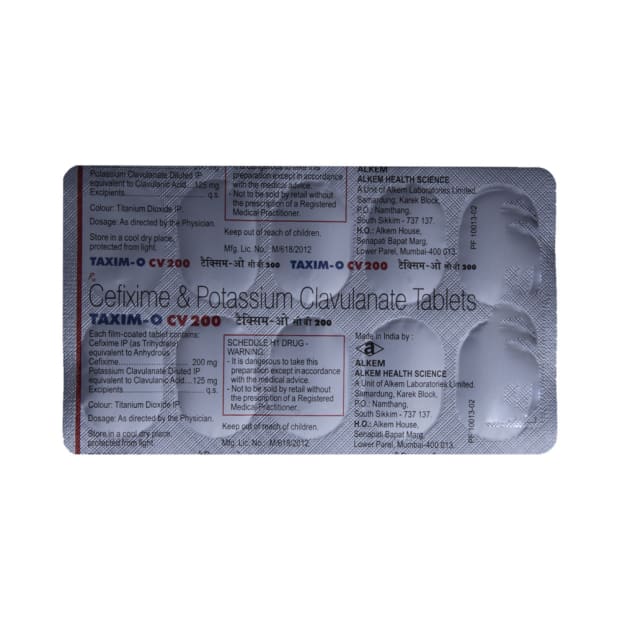 Potassium Clavulanate Diluted IP
equivalent to Clavulanic Acid....125 mg
Excipients.................................q.s.
Colour: Titanium Dioxide IP.
Dosage: As directed by the Physician.
Store in a cool dry place,
protected from light.
- It is dangerous to take this
preparation except in accordance
with the medical advice.
- Not to be sold by retail without
the prescription of a Registered
Medical Practitioner.
Keep out of reach of children.
Mfg. Lic. No.: M/618/2012
ALKEM
ALKEM HEALTH SCIENCE
A Unit of Alkem Laboratories Limited.
Samardung, Karek Block,
P.O.: Namthang,
South Sikkim - 737 137.
H.O.: Alkem House,
Senapati Bapat Marg,
Lower Parel, Mumbai-400 013.
PF 10013-02
TAXIM-O CV 200 टैक्सिम-ओ सीवी 200 TAXIM-O CV 200 टैक्सिम-ओ सीवी 200
Rx
Cefixime & Potassium Clavulanate Tablets
TAXIM-O CV 200 टैक्सिम-ओ सीवी 200
Each film-coated tablet contains:
Cefixime IP (as Trihydrate)
equivalent to Anhydrous
Cefixime............................200 mg
Potassium Clavulanate Diluted IP
equivalent to Clavulanic Acid....125 mg
Excipients.................................q.s.
Colour: Titanium Dioxide IP.
Dosage: As directed by the Physician.
Store in a cool dry place,
protected from light.
SCHEDULE H1 DRUG -
WARNING:
- It is dangerous to take this
preparation except in accordance
with the medical advice.
- Not to be sold by retail without
the prescription of a Registered
Medical Practitioner.
Keep out of reach of children.
Mfg. Lic. No.: M/618/2012
Made in India by :
a
ALKEM
ALKEM HEALTH SCIENCE
A Unit of Alkem Laboratories Limited.
Samardung, Karek Block,
P.O.: Namthang,
South Sikkim - 737 137.
H.O.: Alkem House,
Senapati Bapat Marg,
Lower Parel, Mumbai-400 013.
PF 10013-02